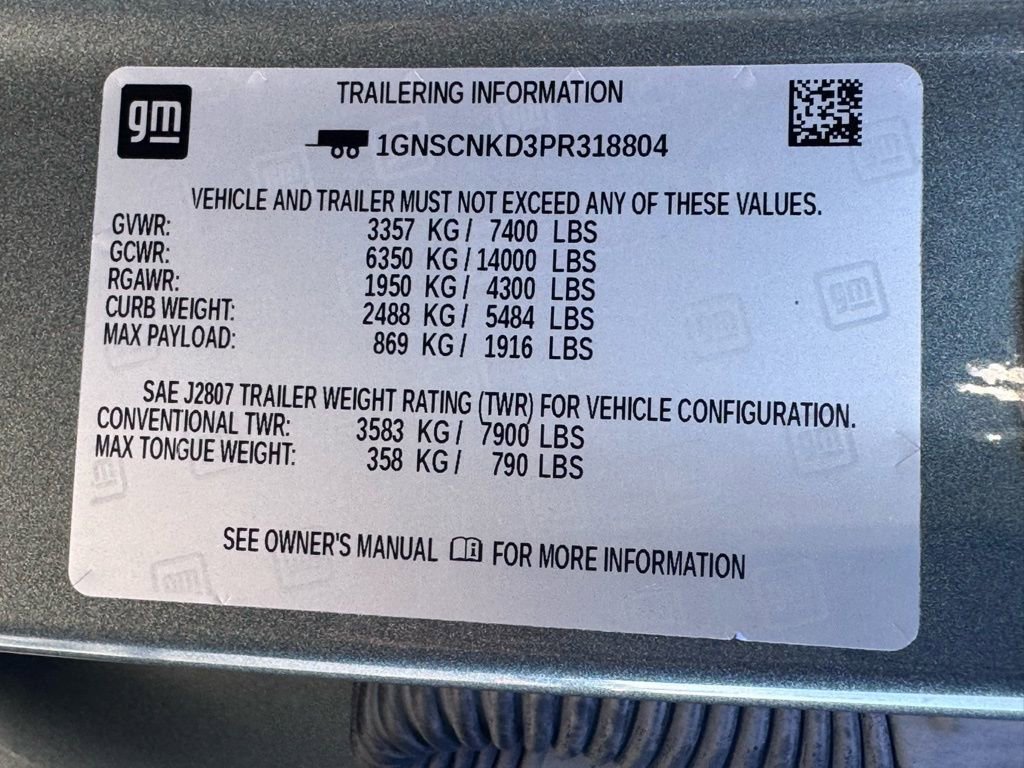 gm
TRAILERING INFORMATION
1GNSCNKD3PR318804
VEHICLE AND TRAILER MUST NOT EXCEED ANY OF THESE VALUES.
GVWR: 3357 KG / 7400 LBS
GCWR: 6350 KG / 14000 LBS
RGAWR: 1950 KG / 4300 LBS
CURB WEIGHT: 2488 KG / 5484 LBS
MAX PAYLOAD: 869 KG / 1916 LBS
SAE J2807 TRAILER WEIGHT RATING (TWR) FOR VEHICLE CONFIGURATION.
CONVENTIONAL TWR: 3583 KG / 7900 LBS
MAX TONGUE WEIGHT: 358 KG / 790 LBS
SEE OWNER'S MANUAL FOR MORE INFORMATION